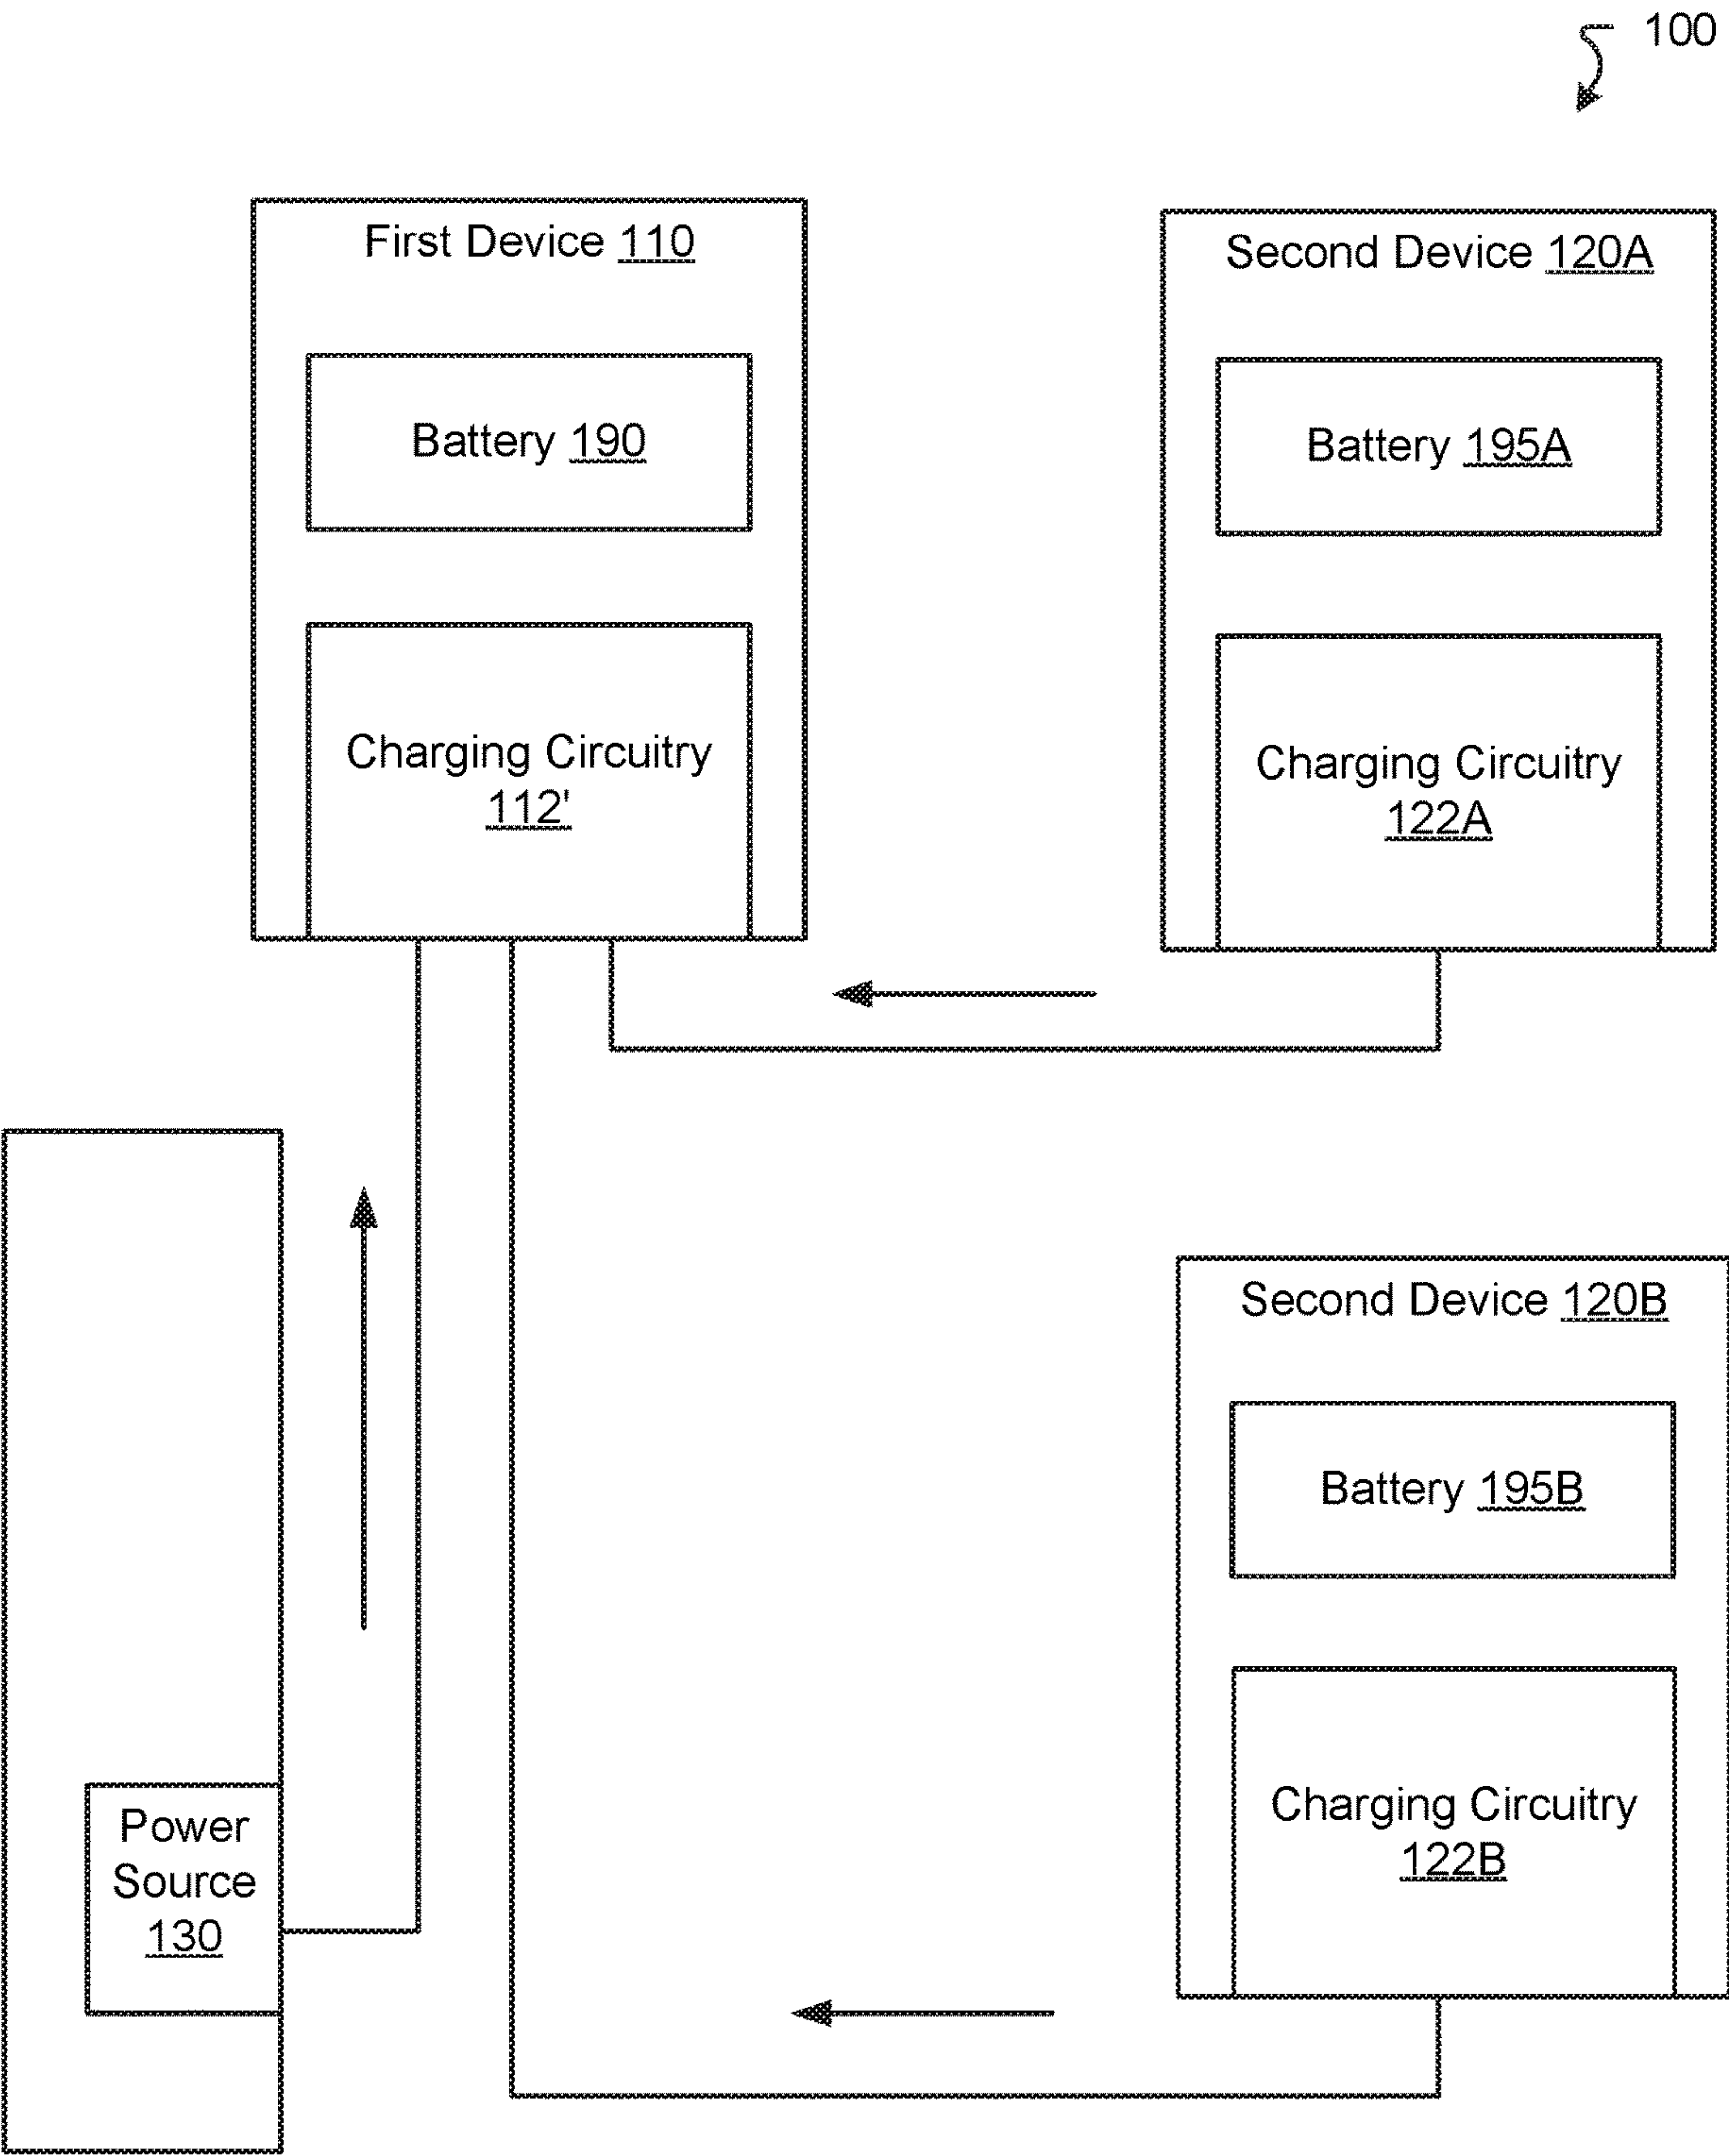 100
First Device 110
Battery 190
Charging Circuitry
112'
Second Device 120A
Battery 195A
Charging Circuitry
122A
Second Device 120B
Battery 195B
Charging Circuitry
122B
Power
Source
130